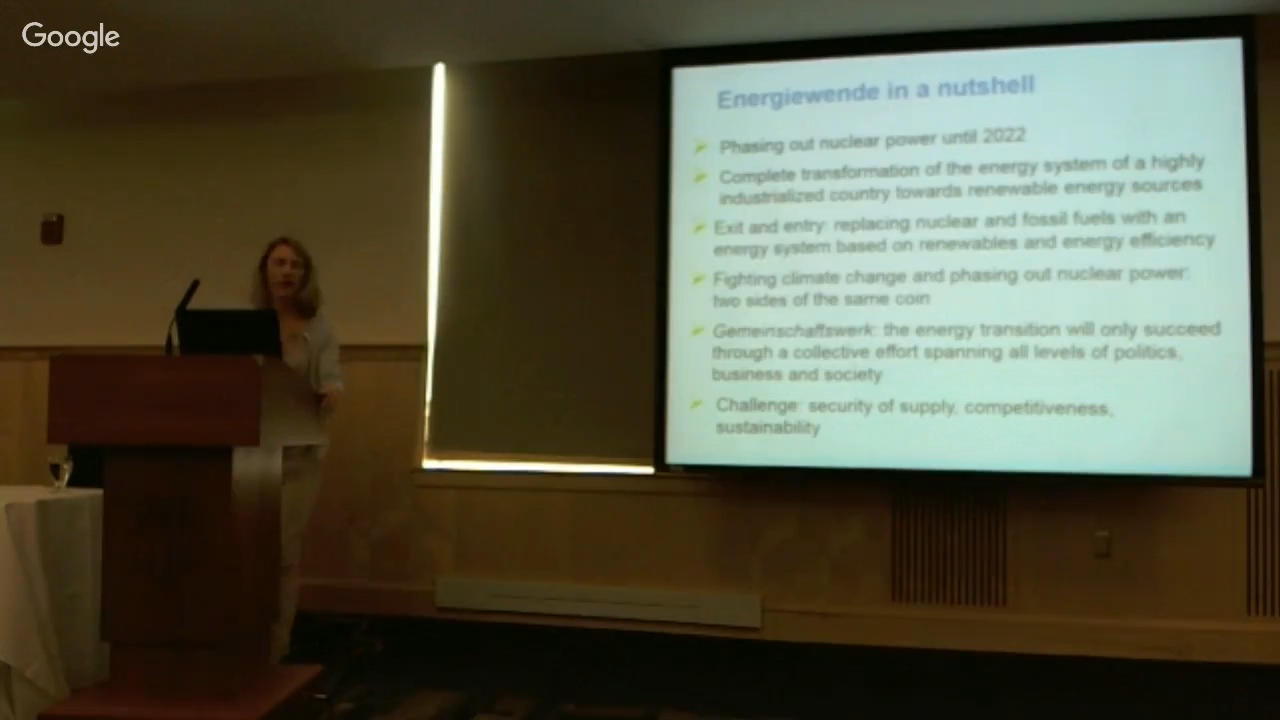 Google
Energiewende in a nutshell
Phasing out nuclear power until 2022
Complete transformation of the energy system of a highly
industrialized country towards renewable energy sources
Exit and entry: replacing nuclear and fossil fuels with an
energy system based on renewables and energy efficiency
Fighting climate change and phasing out nuclear power:
two sides of the same coin
Gemeinschaftswerk: the energy transition will only succeed
through a collective effort spanning all levels of politics,
business and society
Challenge: security of supply, competitiveness,
sustainability